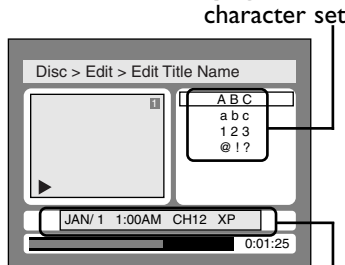 character set
Disc > Edit > Edit Title Name
1
A B C
a b c
1 2 3
@ ! ?
JAN/ 1 1:00AM CH12 XP
0:01:25